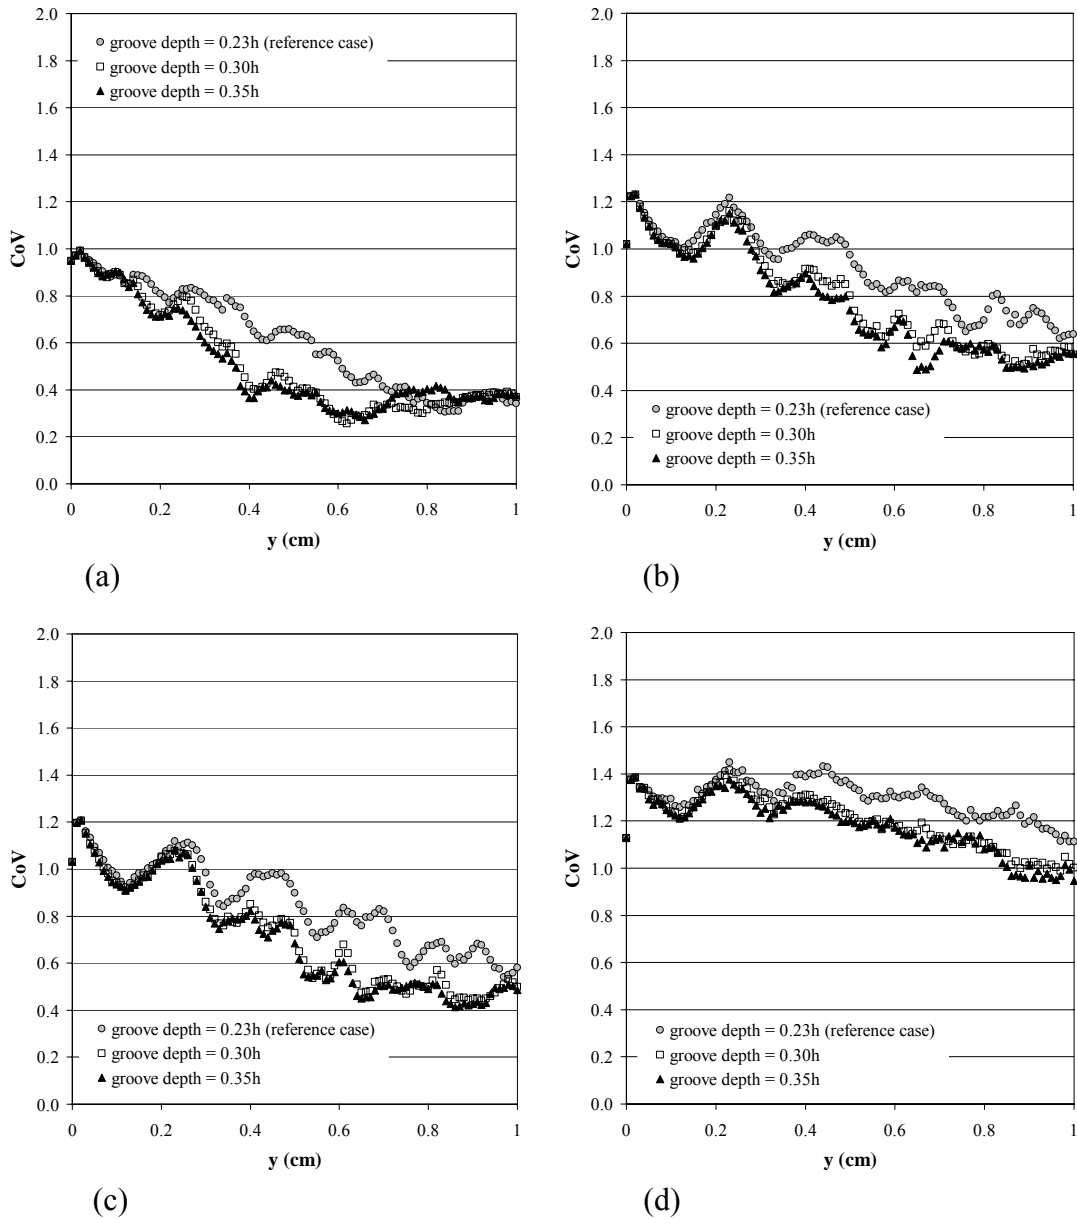 2.0
1.8
1.6
1.4
1.2
1.0
0.8
0.6
0.4
0.2
0.0
CoV
groove depth = 0.23h (reference case)
groove depth = 0.30h
groove depth = 0.35h
0 0.2 0.4 0.6 0.8 1
y (cm)
(a)
2.0
1.8
1.6
1.4
1.2
1.0
0.8
0.6
0.4
0.2
0.0
CoV
groove depth = 0.23h (reference case)
groove depth = 0.30h
groove depth = 0.35h
0 0.2 0.4 0.6 0.8 1
y (cm)
(b)
2.0
1.8
1.6
1.4
1.2
1.0
0.8
0.6
0.4
0.2
0.0
CoV
groove depth = 0.23h (reference case)
groove depth = 0.30h
groove depth = 0.35h
0 0.2 0.4 0.6 0.8 1
y (cm)
(c)
2.0
1.8
1.6
1.4
1.2
1.0
0.8
0.6
0.4
0.2
0.0
CoV
groove depth = 0.23h (reference case)
groove depth = 0.30h
groove depth = 0.35h
0 0.2 0.4 0.6 0.8 1
y (cm)
(d)